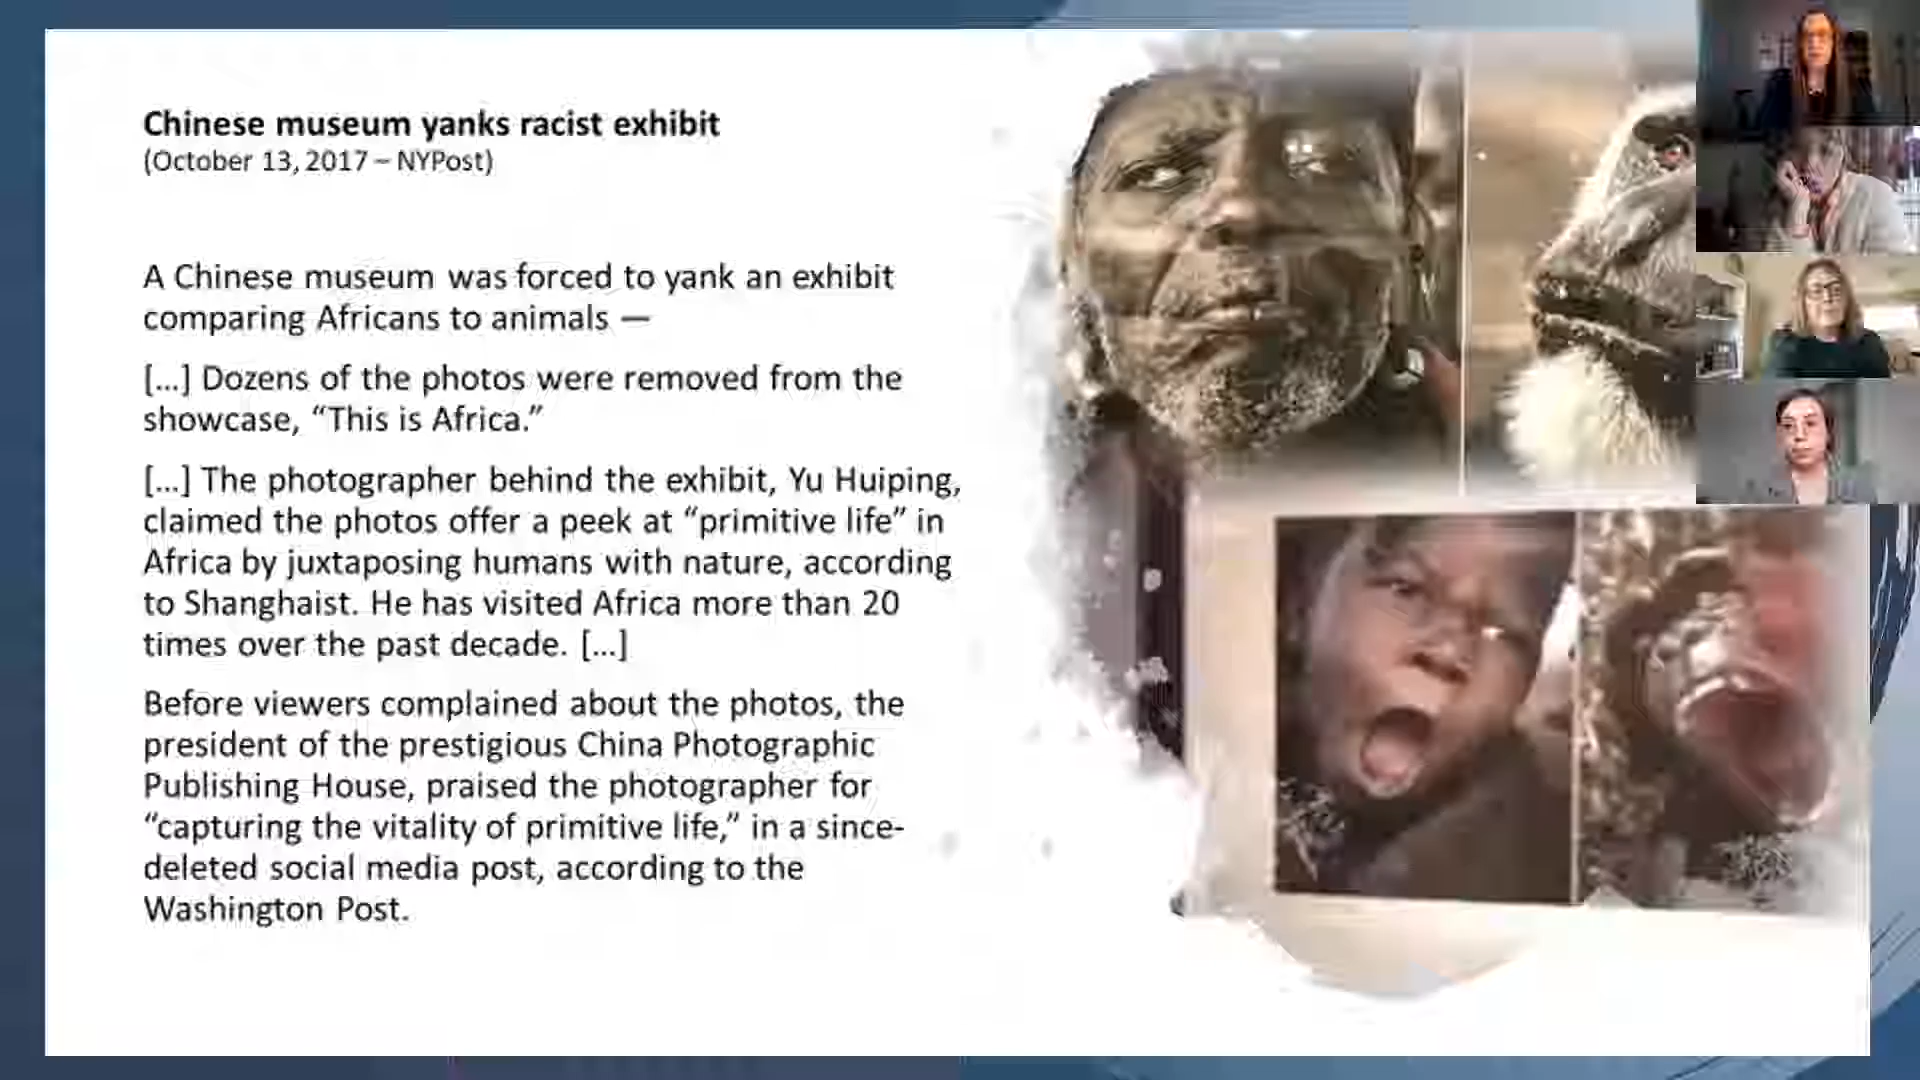 Chinese museum yanks racist exhibit
(October 13, 2017 – NYPost)
A Chinese museum was forced to yank an exhibit
comparing Africans to animals —
[…] Dozens of the photos were removed from the
showcase, “This is Africa.”
[…] The photographer behind the exhibit, Yu Huiping,
claimed the photos offer a peek at “primitive life” in
Africa by juxtaposing humans with nature, according
to Shanghaist. He has visited Africa more than 20
times over the past decade. […]
Before viewers complained about the photos, the
president of the prestigious China Photographic
Publishing House, praised the photographer for
“capturing the vitality of primitive life,” in a since-
deleted social media post, according to the
Washington Post.